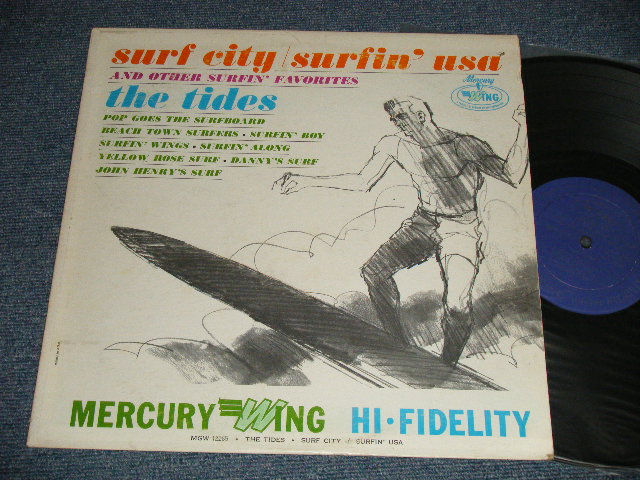 surf city / surfin' usa
AND OTHER SURFIN' FAVORITES
the tides
POP GOES THE SURFBOARD
BEACH TOWN SURFERS • SURFIN' BOY
SURFIN' WINGS • SURFIN' ALONG
YELLOW ROSE SURF • DANNY'S SURF
JOHN HENRY'S SURF
Mercury
WING
MERCURY WING HI•FIDELITY
MGW 12265 • THE TIDES • SURF CITY / SURFIN' USA